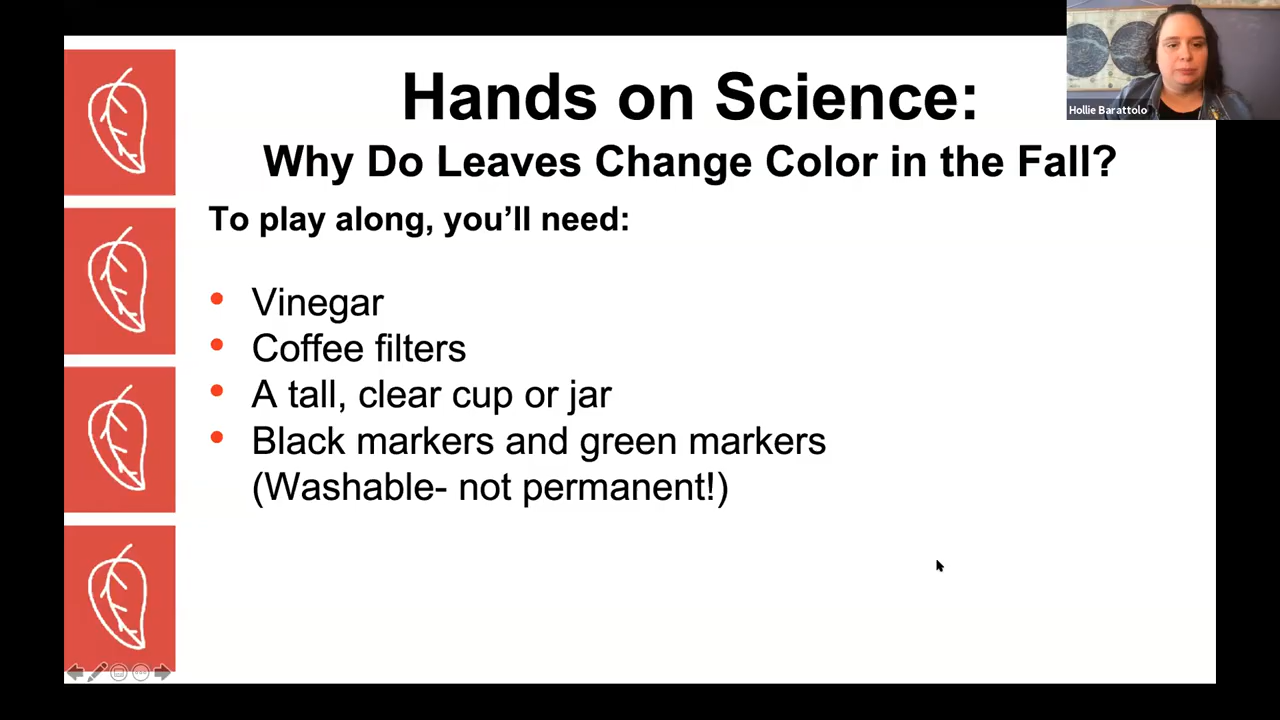 Hands on Science:
Why Do Leaves Change Color in the Fall?
To play along, you’ll need:
• Vinegar
• Coffee filters
• A tall, clear cup or jar
• Black markers and green markers
(Washable- not permanent!)
Hollie Barattolo